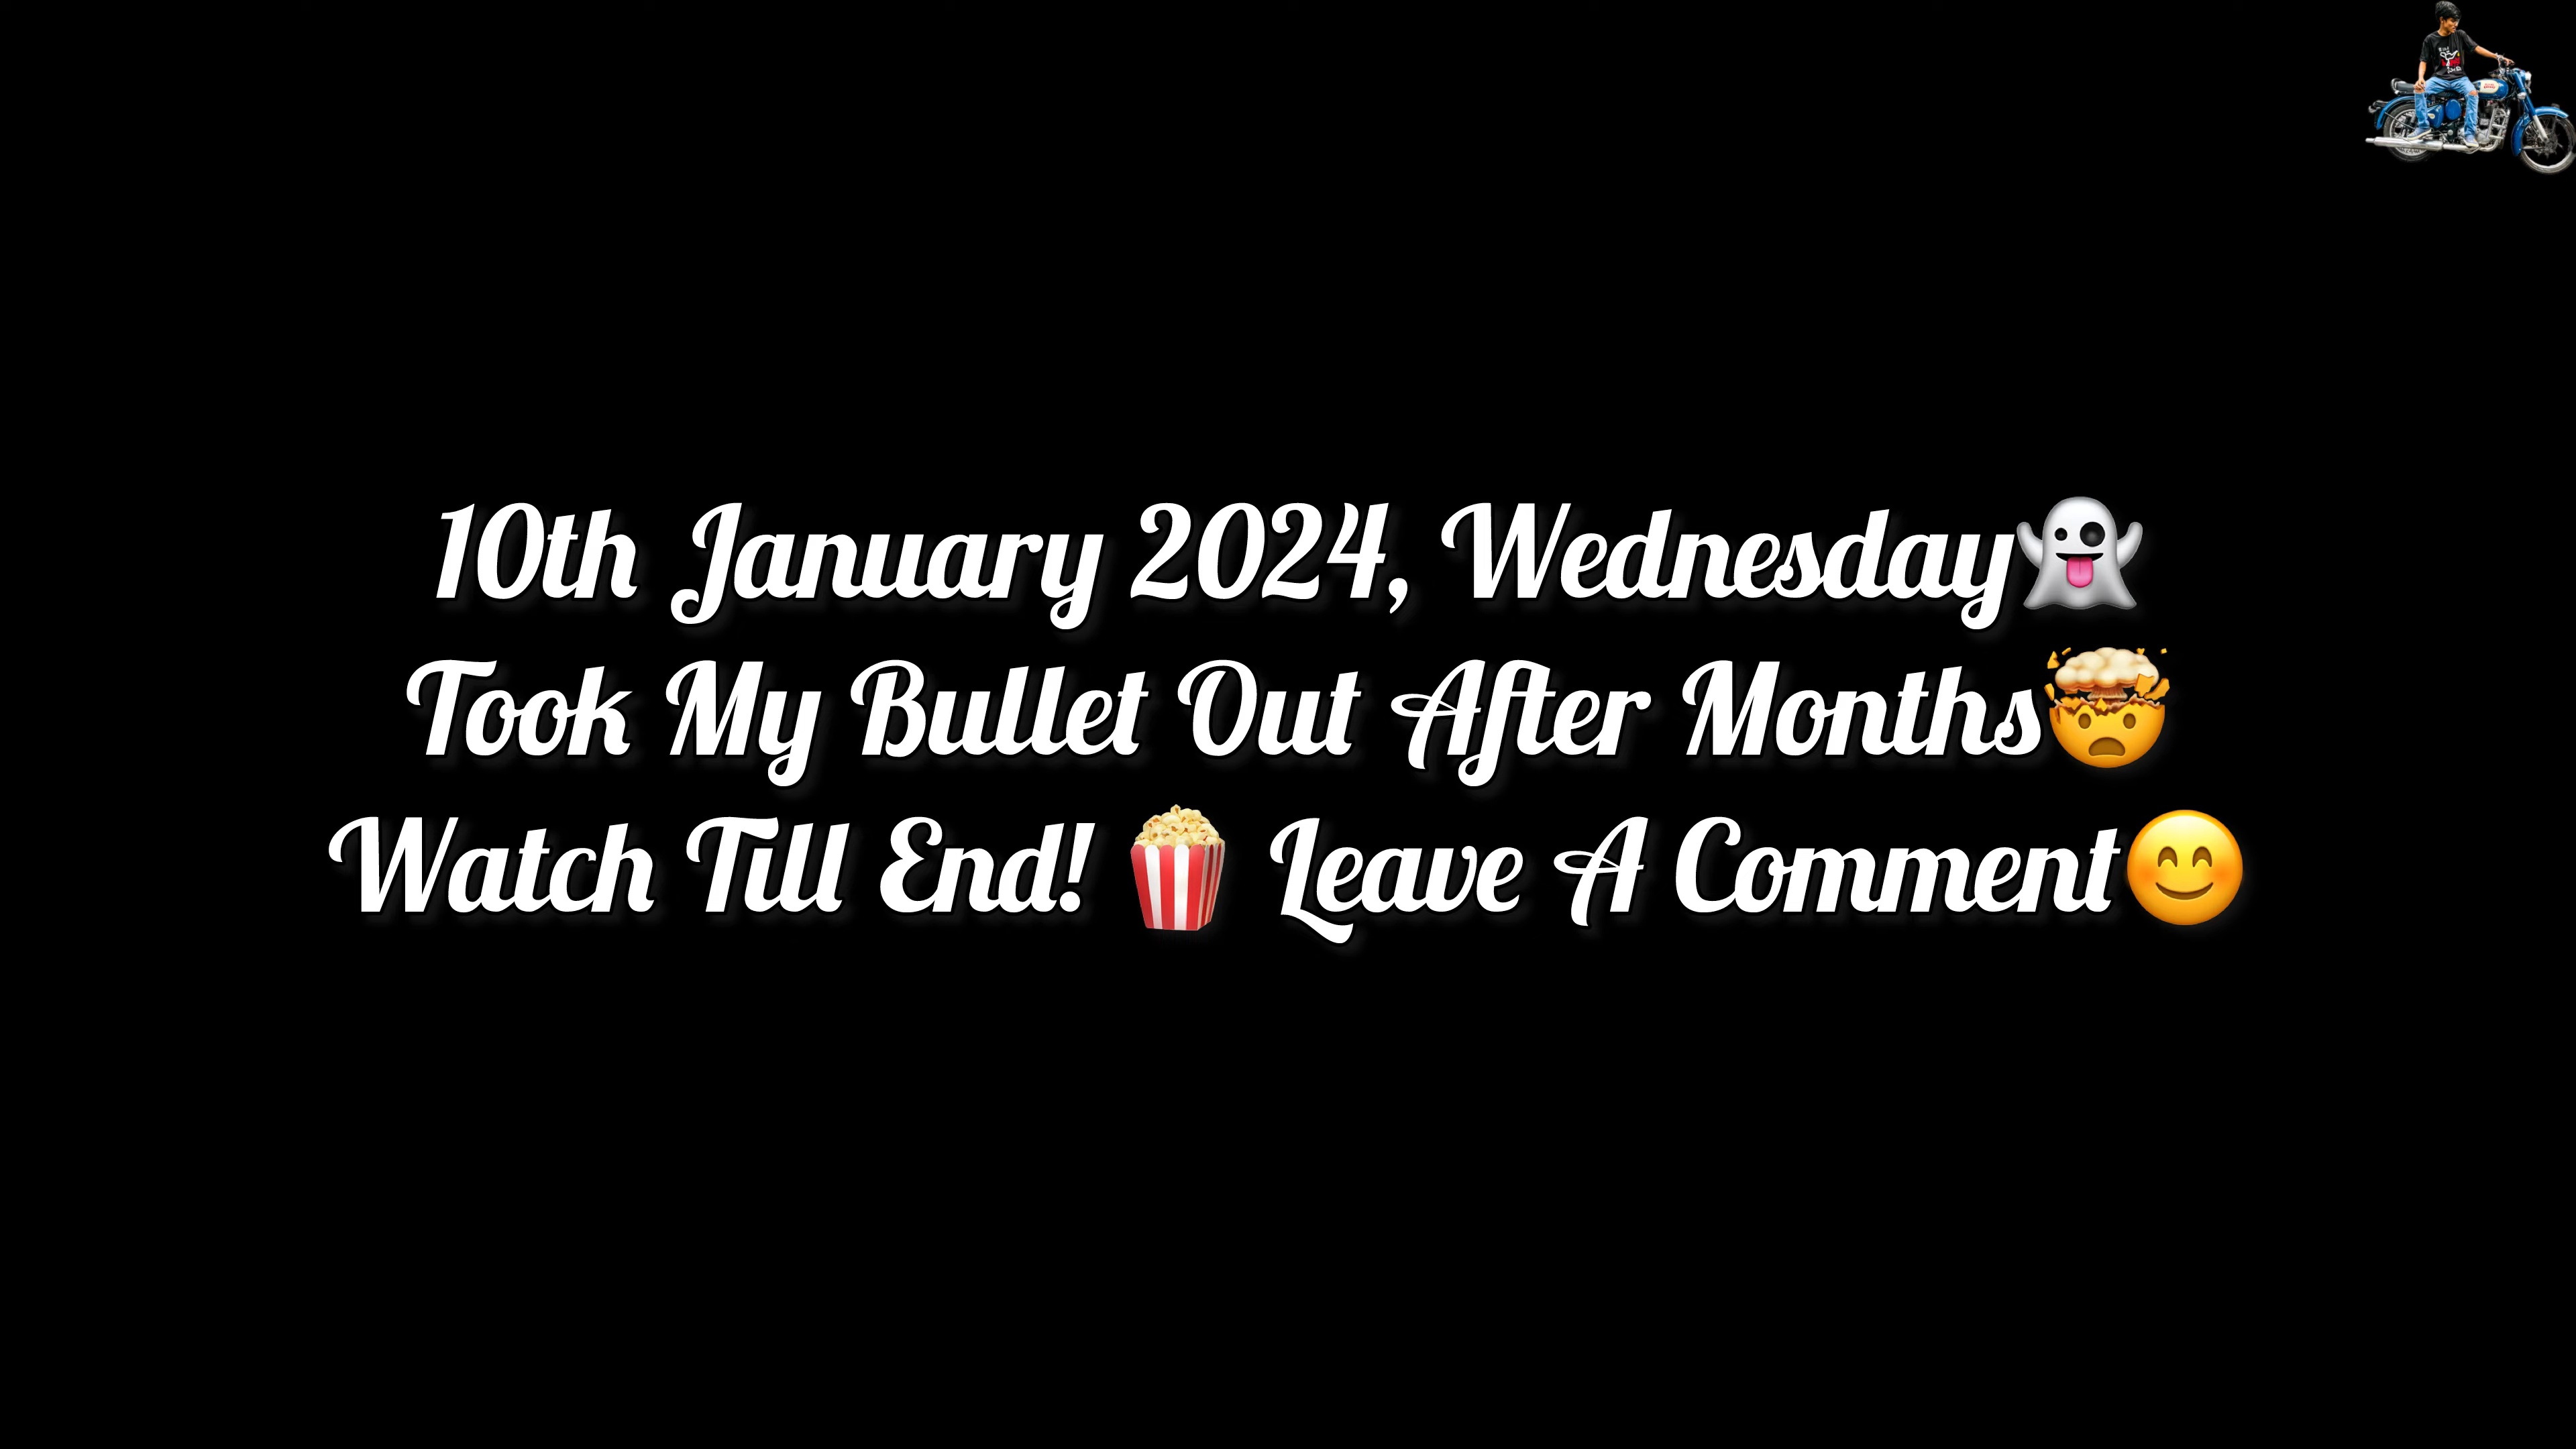 10th January 2024, Wednesday👻
Took My Bullet Out After Months🤯
Watch Till End! 🍿 Leave A Comment😊